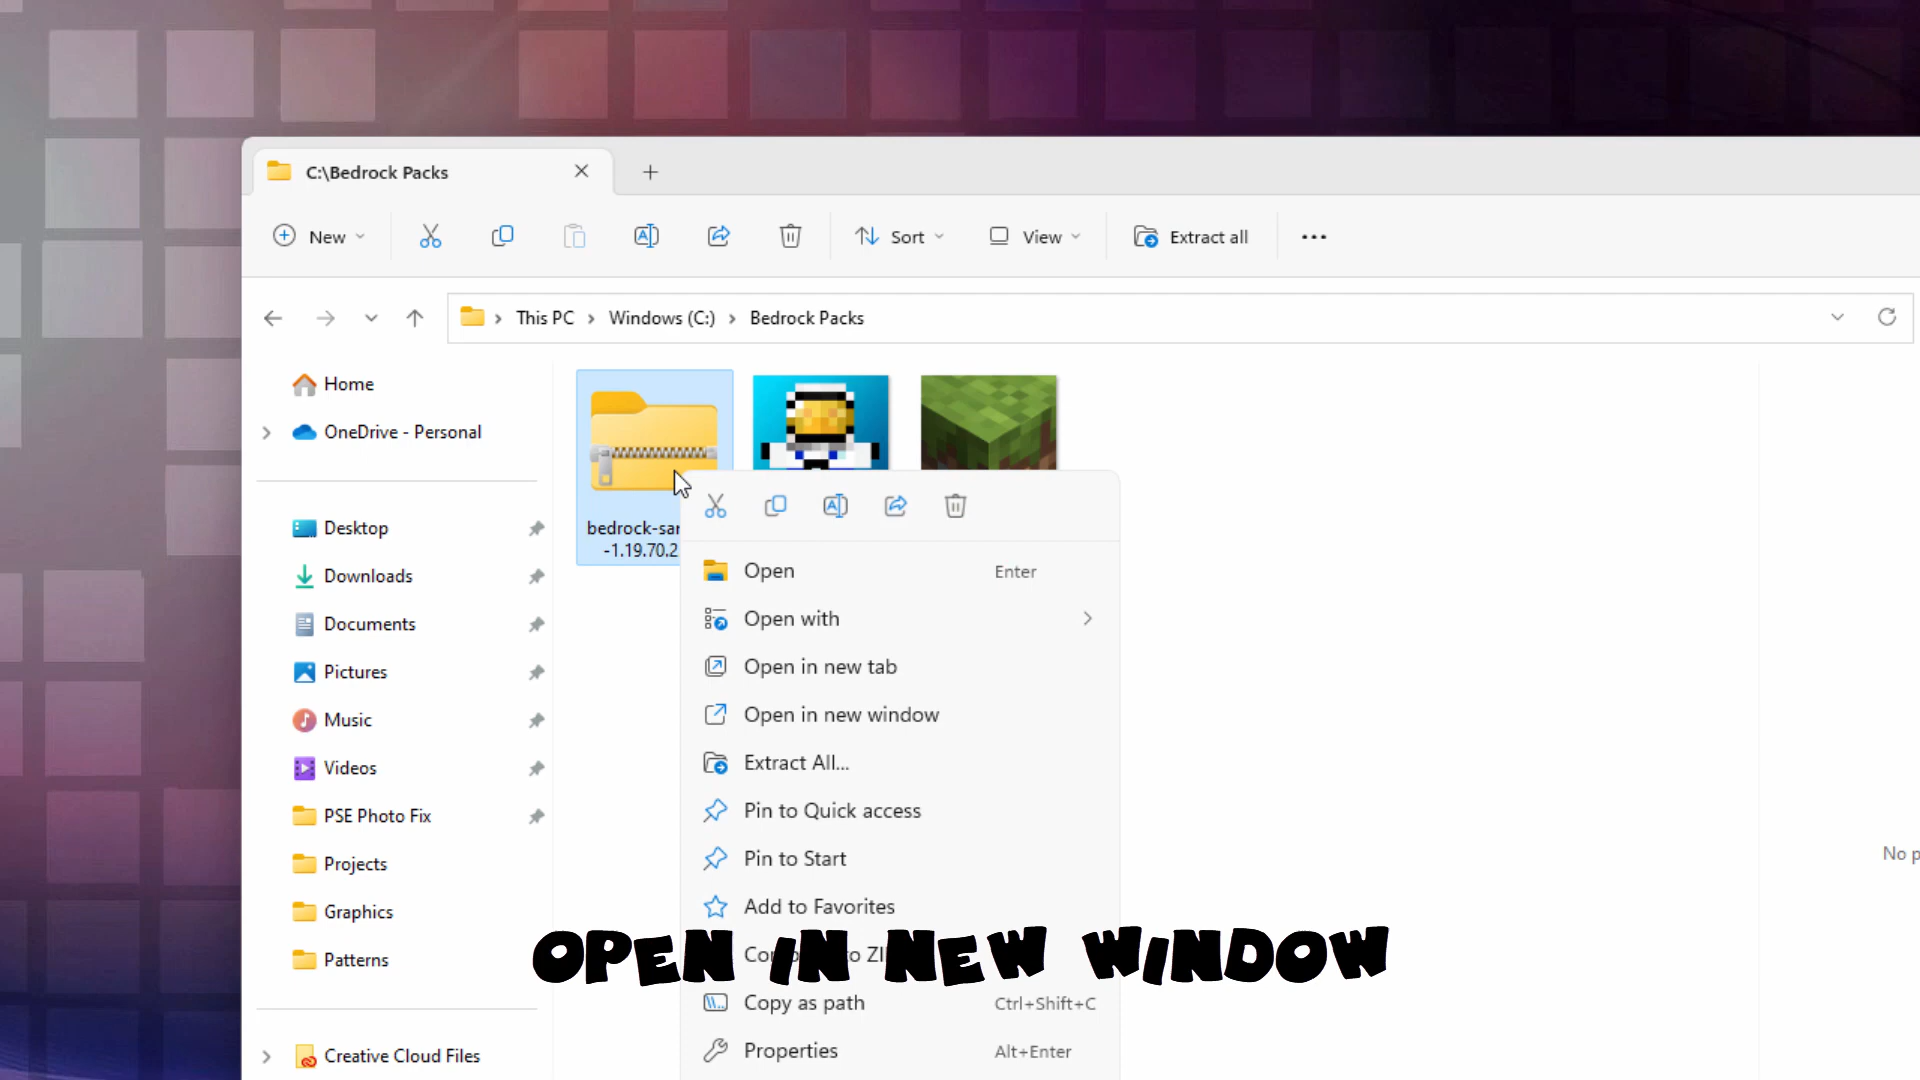 C:\Bedrock Packs
New
Sort
View
Extract all
This PC
Windows (C:)
Bedrock Packs
Home
OneDrive - Personal
Desktop
Downloads
Documents
Pictures
Music
Videos
PSE Photo Fix
Projects
Graphics
Patterns
Creative Cloud Files
bedrock-sa
-1.19.70.2
Open Enter
Open with
Open in new tab
Open in new window
Extract All...
Pin to Quick access
Pin to Start
Add to Favorites
OPEN IN NEW WINDOW
Copy as path Ctrl+Shift+C
Properties Alt+Enter
No